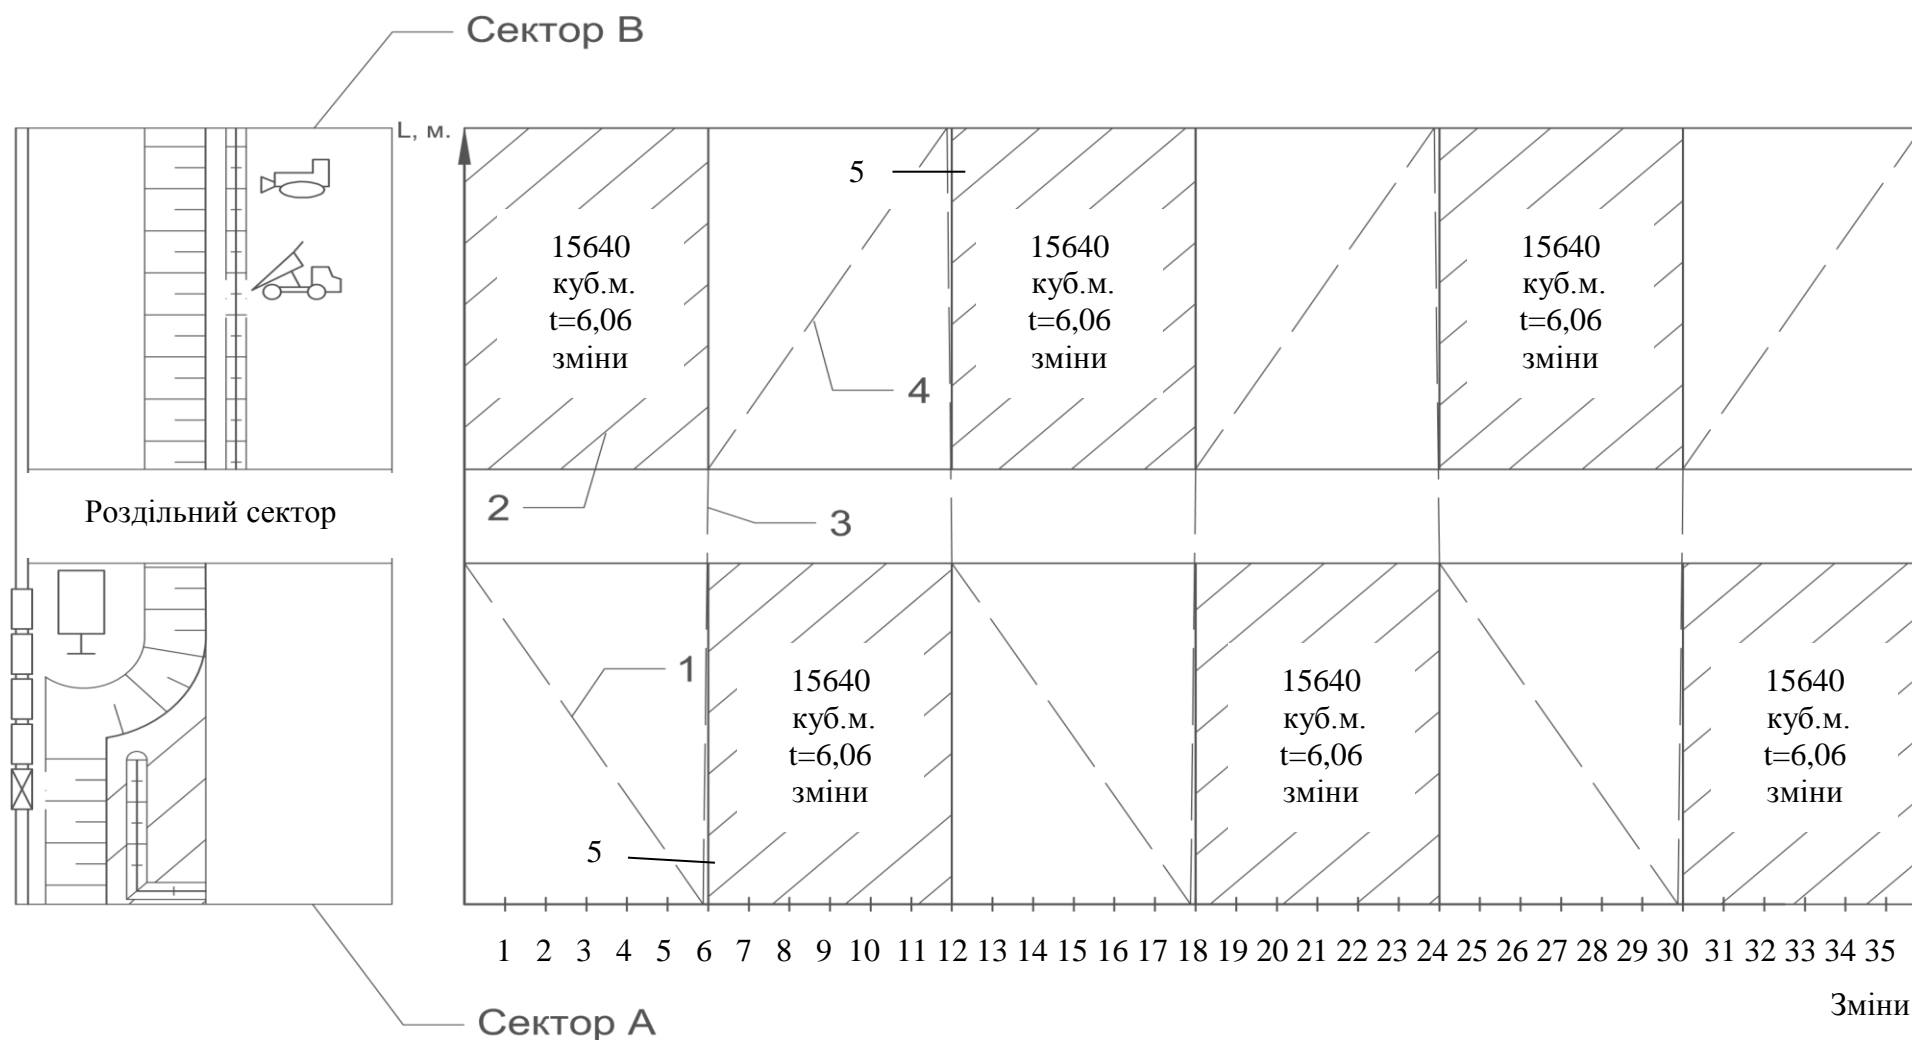 Сектор В
L, м.
5
15640
куб.м.
t=6,06
зміни
15640
куб.м.
t=6,06
зміни
15640
куб.м.
t=6,06
зміни
4
Роздільний сектор
2
3
1
15640
куб.м.
t=6,06
зміни
15640
куб.м.
t=6,06
зміни
15640
куб.м.
t=6,06
зміни
5
1 2 3 4 5 6 7 8 9 10 11 12 13 14 15 16 17 18 19 20 21 22 23 24 25 26 27 28 29 30 31 32 33 34 35
Зміни
Сектор А